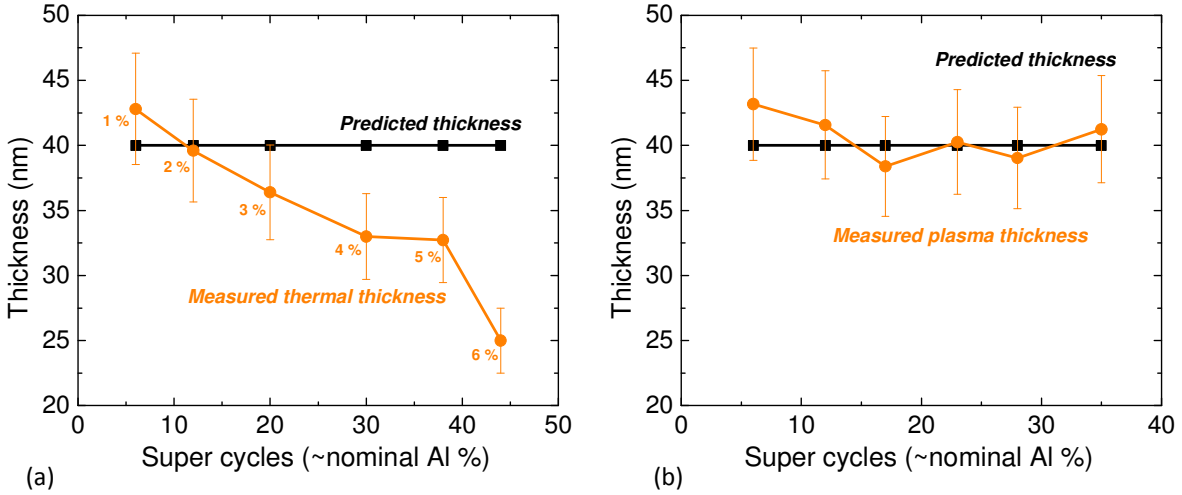 50
45
40
35
30
25
20
Thickness (nm)
Predicted thickness
1 %
2 %
3 %
4 %
5 %
6 %
Measured thermal thickness
0 10 20 30 40 50
Super cycles (~nominal Al %)
(a)
50
45
40
35
30
25
20
Thickness (nm)
Predicted thickness
Measured plasma thickness
0 10 20 30 40
Super cycles (~nominal Al %)
(b)